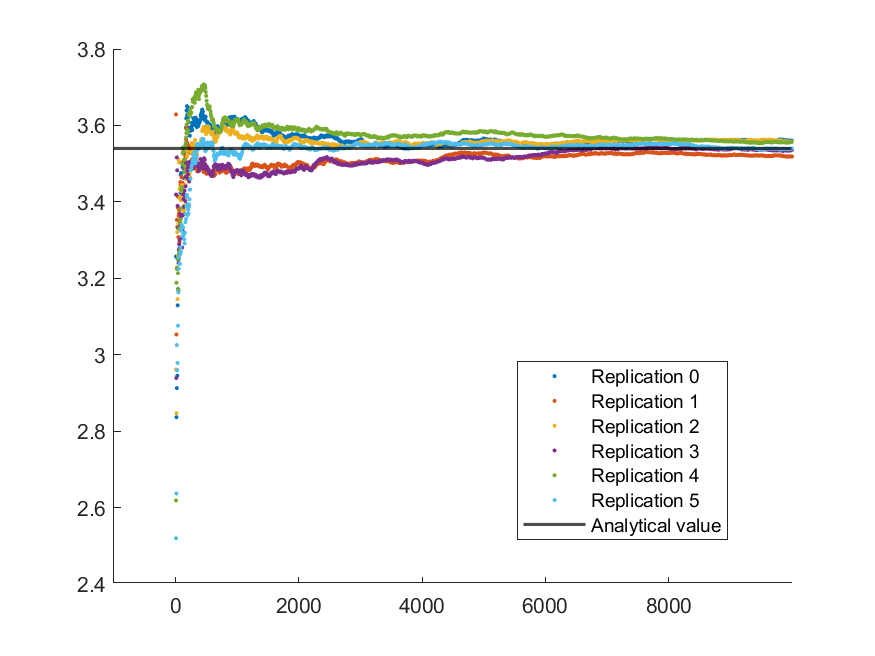 3.8
3.6
3.4
3.2
3
2.8
2.6
2.4
0 2000 4000 6000 8000
Replication 0
Replication 1
Replication 2
Replication 3
Replication 4
Replication 5
Analytical value